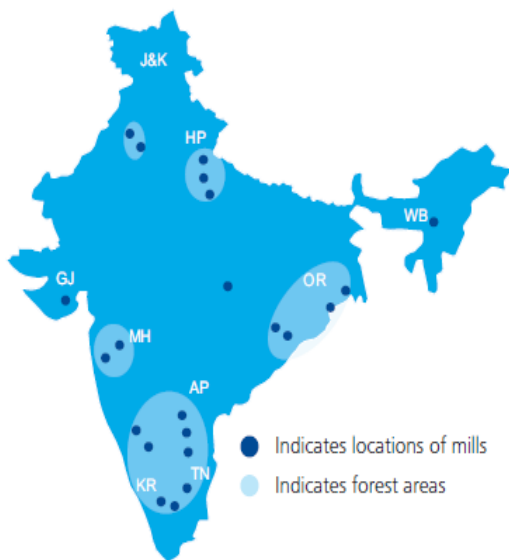 J&K
HP
WB
GJ
OR
MH
AP
KR
TN
Indicates locations of mills
Indicates forest areas